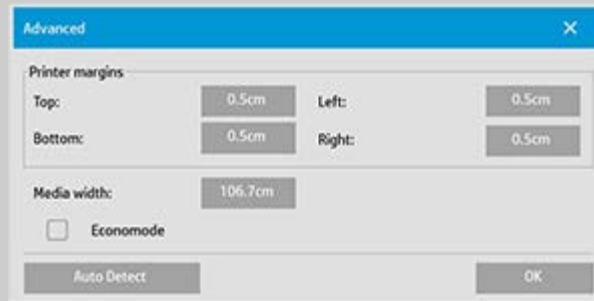 Advanced
Printer margins
Top: 0.5cm Left: 0.5cm
Bottom: 0.5cm Right: 0.5cm
Media width: 106.7cm
Economode
Auto Detect OK